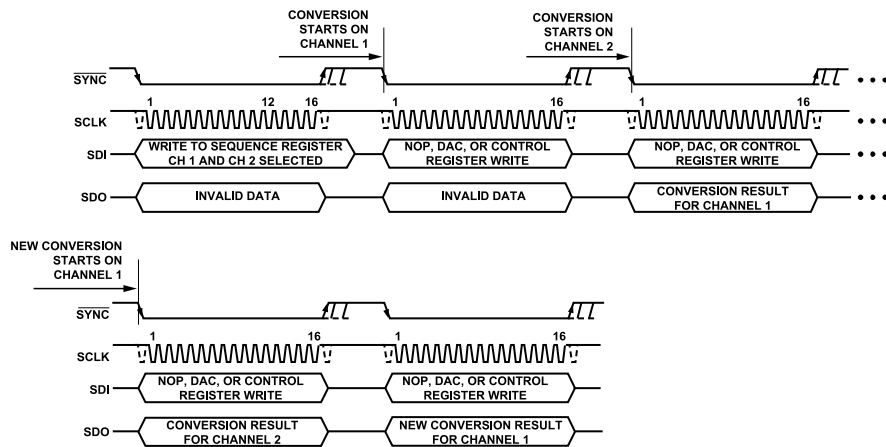 CONVERSION
STARTS ON
CHANNEL 1
CONVERSION
STARTS ON
CHANNEL 2
SYNC
1 12 16 1 16 1 16
SCLK
SDI
WRITE TO SEQUENCE REGISTER
CH 1 AND CH 2 SELECTED
NOP, DAC, OR CONTROL
REGISTER WRITE
NOP, DAC, OR CONTROL
REGISTER WRITE
SDO
INVALID DATA
INVALID DATA
CONVERSION RESULT
FOR CHANNEL 1
NEW CONVERSION
STARTS ON
CHANNEL 1
SYNC
1 16 1 16
SCLK
SDI
NOP, DAC, OR CONTROL
REGISTER WRITE
NOP, DAC, OR CONTROL
REGISTER WRITE
SDO
CONVERSION RESULT
FOR CHANNEL 2
NEW CONVERSION RESULT
FOR CHANNEL 1